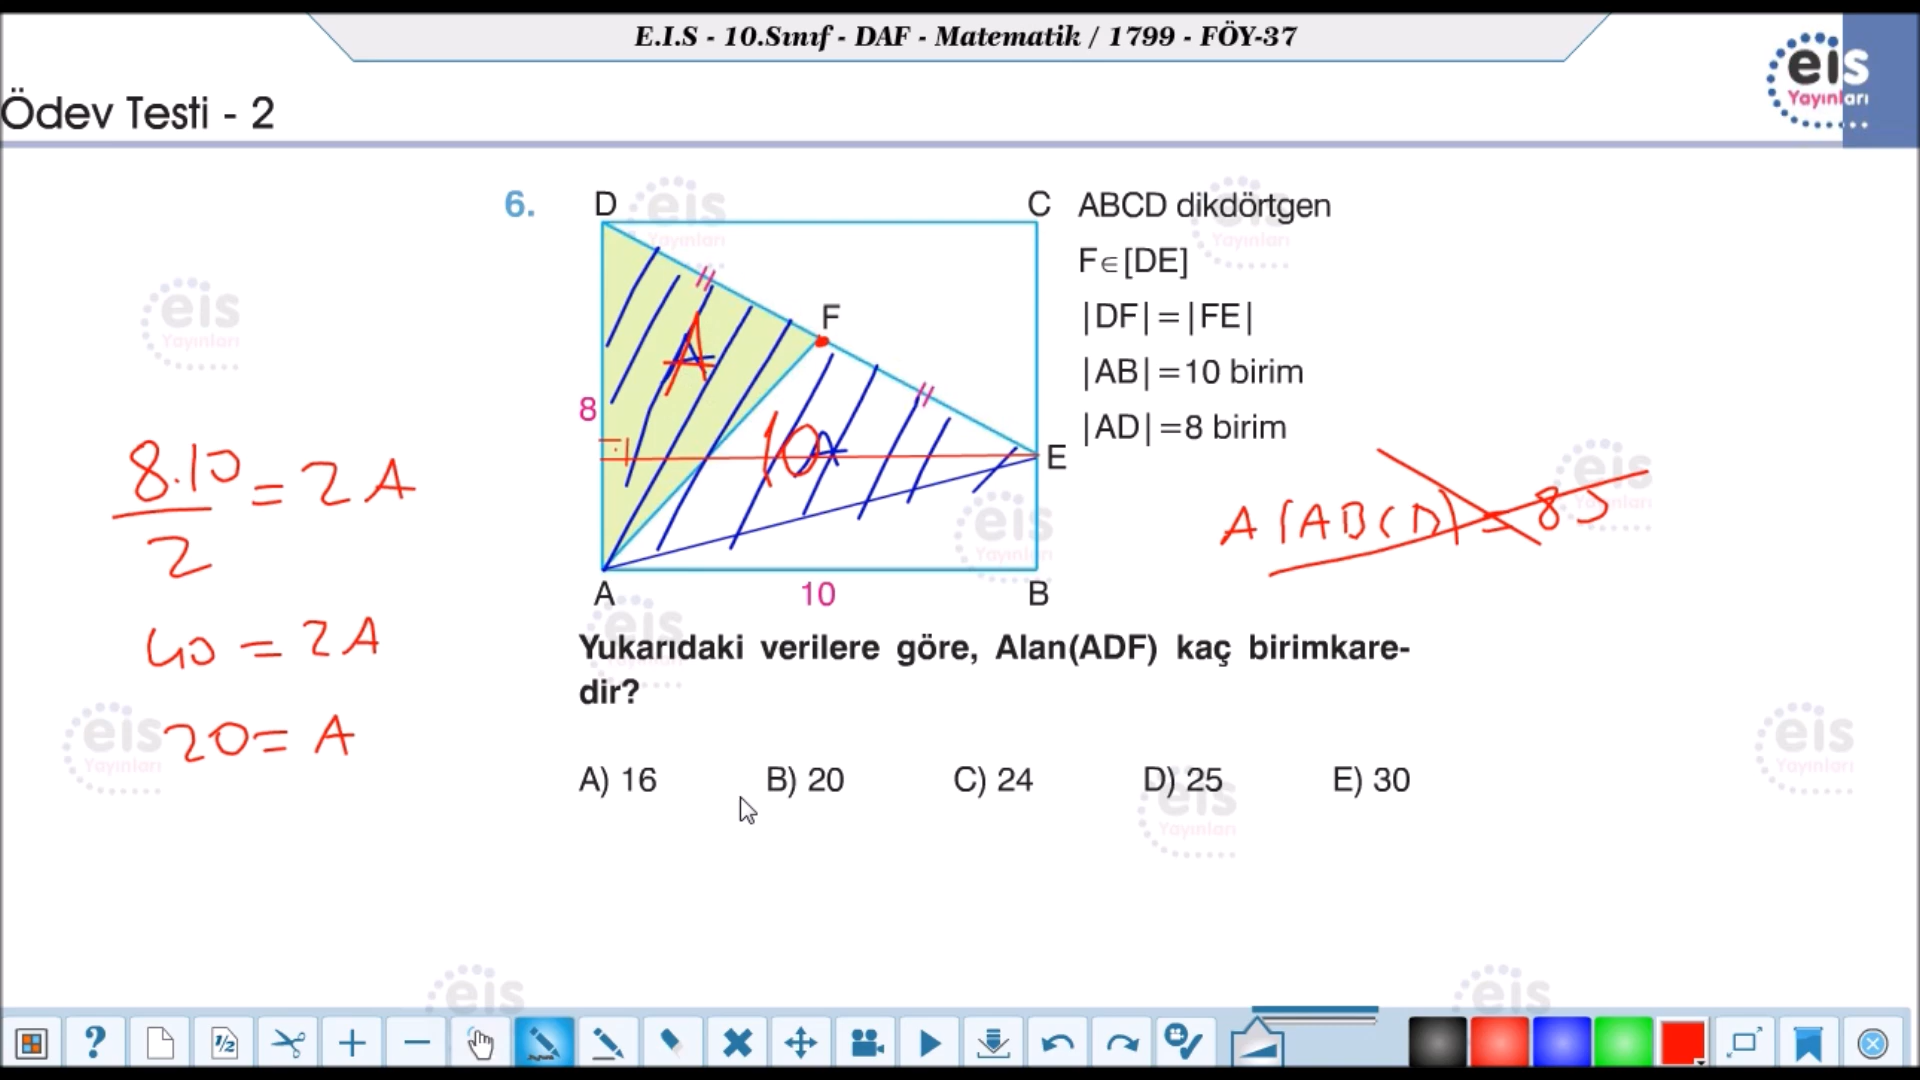 E.I.S - 10.Sınıf - DAF - Matematik / 1799 - FÖY-37
eis
Yayınları
Ödev Testi - 2
6.
D
C
ABCD dikdörtgen
F∈[DE]
|DF|=|FE|
|AB|=10 birim
|AD|=8 birim
F
A
8
10
E
A
10
B
8.10
2
= 2A
40 = 2A
20 = A
A(ABCD) = 80
Yukarıdaki verilere göre, Alan(ADF) kaç birimkare-
dir?
A) 16 B) 20 C) 24 D) 25 E) 30